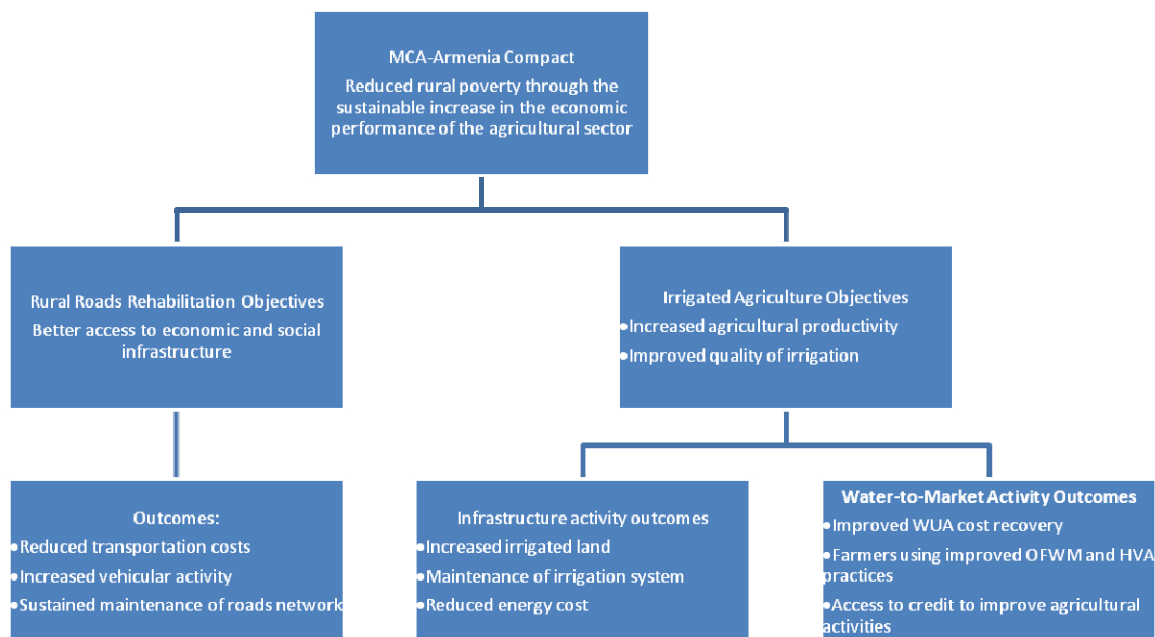 MCA-Armenia Compact
Reduced rural poverty through the
sustainable increase in the economic
performance of the agricultural sector
Rural Roads Rehabilitation Objectives
Better access to economic and social
infrastructure
Irrigated Agriculture Objectives
•Increased agricultural productivity
•Improved quality of irrigation
Outcomes:
•Reduced transportation costs
•Increased vehicular activity
•Sustained maintenance of roads network
Infrastructure activity outcomes
•Increased irrigated land
•Maintenance of irrigation system
•Reduced energy cost
Water-to-Market Activity Outcomes
•Improved WUA cost recovery
•Farmers using improved OFWM and HVA
practices
•Access to credit to improve agricultural
activities